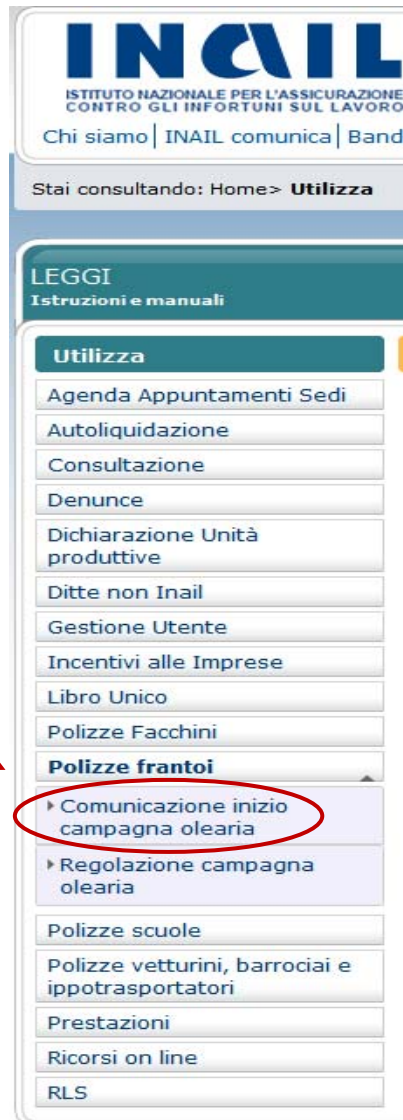 INAIL
ISTITUTO NAZIONALE PER L'ASSICURAZIONE
CONTRO GLI INFORTUNI SUL LAVORO
Chi siamo| INAIL comunica| Band
Stai consultando: Home> Utilizza
LEGGI
Istruzioni e manuali
Utilizza
Agenda Appuntamenti Sedi
Autoliquidazione
Consultazione
Denunce
Dichiarazione Unità
produttive
Ditte non Inail
Gestione Utente
Incentivi alle Imprese
Libro Unico
Polizze Facchini
Polizze frantoi
Comunicazione inizio
campagna olearia
Regolazione campagna
olearia
Polizze scuole
Polizze vetturini, barrociai e
ippotrasportatori
Prestazioni
Ricorsi on line
RLS